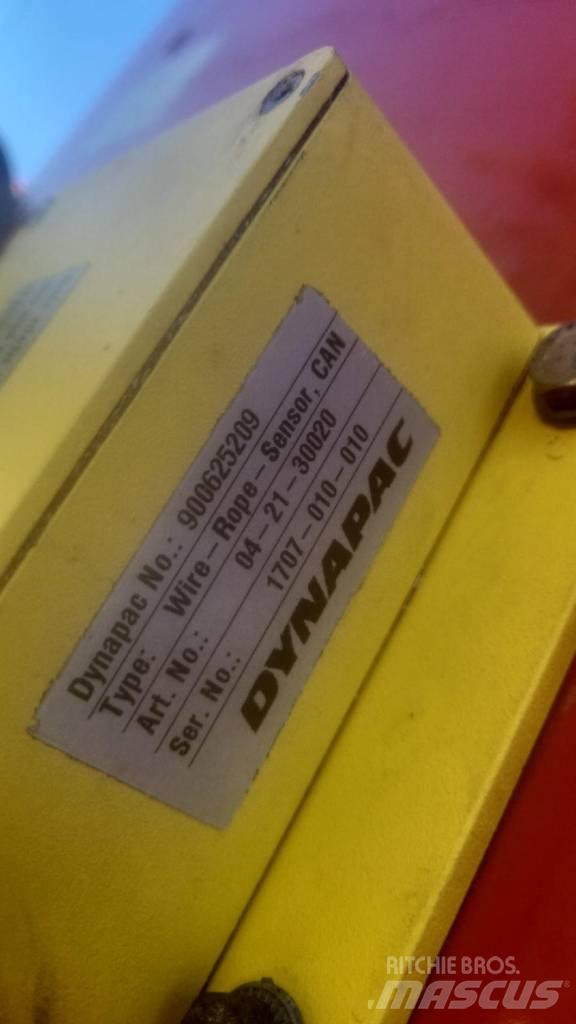 Dynapac No.: 900625209
Type: Wire-Rope-Sensor, CAN
Art. No.: 04-21-30020
Ser. No.: 1707-010-010
DYNAPAC
RITCHIE BROS.
MASCUS